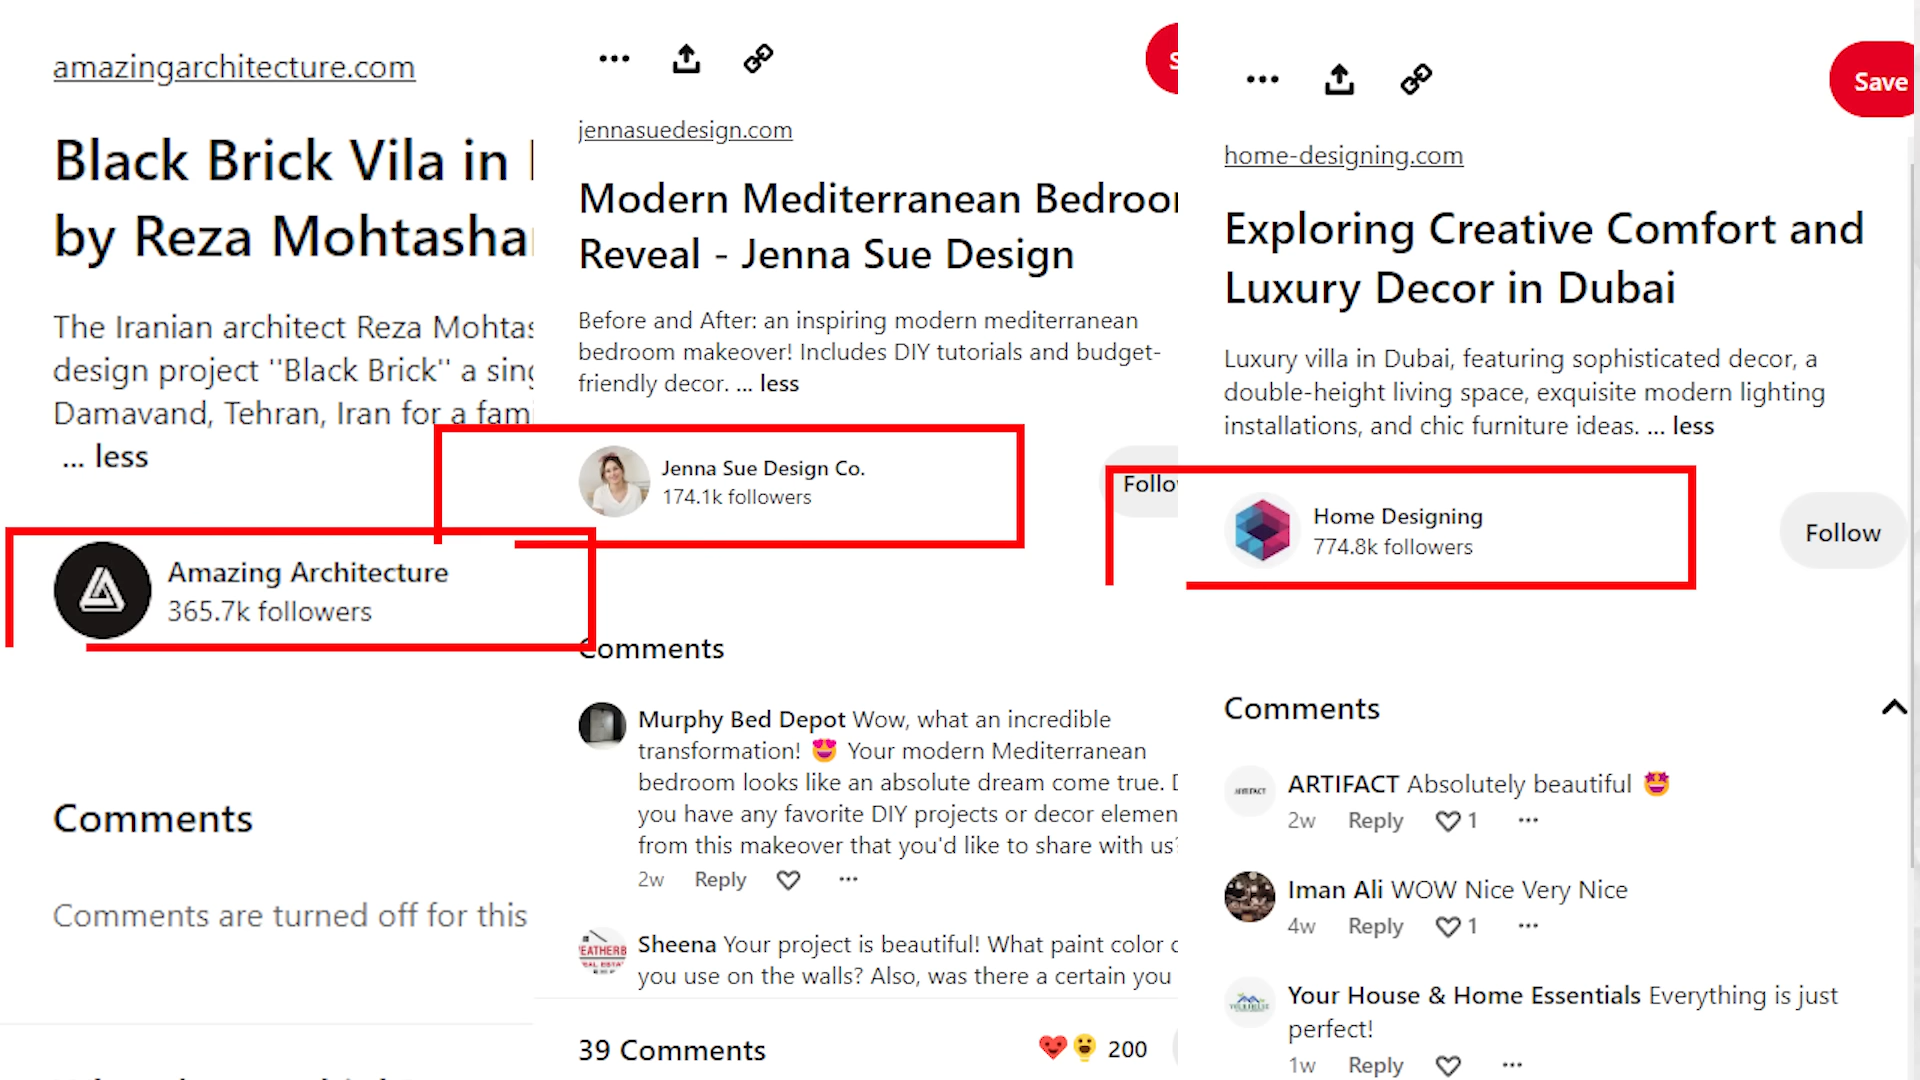 amazingarchitecture.com
Black Brick Vila in
by Reza Mohtasha
The Iranian architect Reza Mohtas
design project "Black Brick" a sing
Damavand, Tehran, Iran for a fami
... less
Amazing Architecture
365.7k followers
Comments
Comments are turned off for this
jennasuedesign.com
Modern Mediterranean Bedroom
Reveal - Jenna Sue Design
Before and After: an inspiring modern mediterranean
bedroom makeover! Includes DIY tutorials and budget-
friendly decor. ... less
Jenna Sue Design Co.
174.1k followers
Follow
Comments
Murphy Bed Depot Wow, what an incredible
transformation! 😍 Your modern Mediterranean
bedroom looks like an absolute dream come true. D
you have any favorite DIY projects or decor elemen
from this makeover that you'd like to share with us?
2w Reply
Sheena Your project is beautiful! What paint color
you use on the walls? Also, was there a certain you
39 Comments
200
Save
home-designing.com
Exploring Creative Comfort and
Luxury Decor in Dubai
Luxury villa in Dubai, featuring sophisticated decor, a
double-height living space, exquisite modern lighting
installations, and chic furniture ideas. ... less
Home Designing
774.8k followers
Follow
Comments
ARTIFACT
ARTIFACT Absolutely beautiful 🤩
2w Reply 1
Iman Ali WOW Nice Very Nice
4w Reply 1
Your House & Home Essentials Everything is just
perfect!
1w Reply